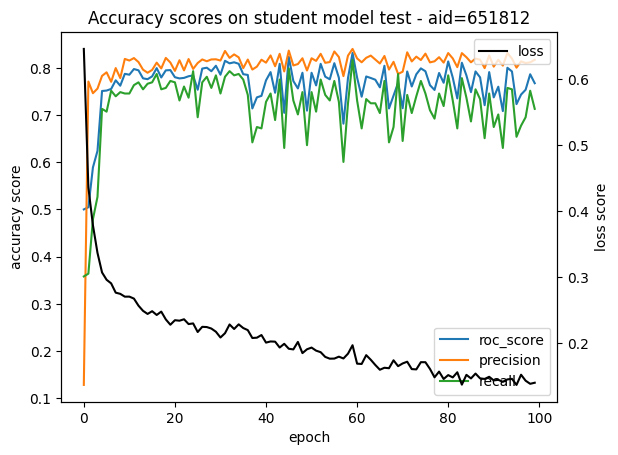 Accuracy scores on student model test - aid=651812
loss
accuracy score
0.8
0.7
0.6
0.5
0.4
0.3
0.2
0.1
0.6
0.5
0.4
0.3
0.2
loss score
roc_score
precision
recall
0
20
40
60
80
100
epoch